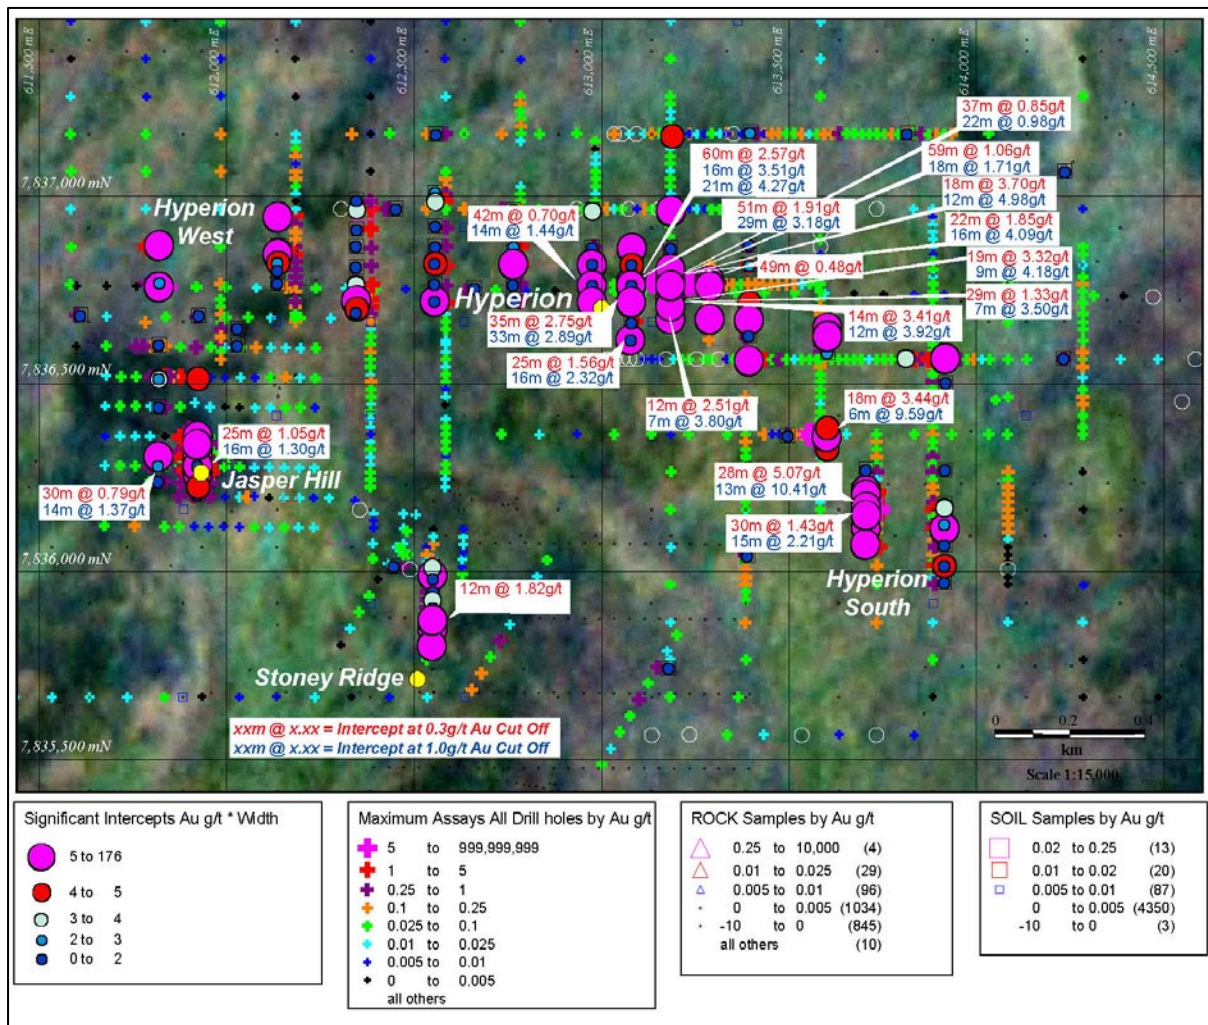 611,500 mE
612,000 mE
612,500 mE
613,000 mE
613,500 mE
614,000 mE
614,500 mE
7,837,000 mN
7,836,500 mN
7,836,000 mN
7,835,500 mN
Hyperion
West
Hyperion
Jasper Hill
Stoney Ridge
Hyperion
South
37m @ 0.85g/t
22m @ 0.98g/t
60m @ 2.57g/t
16m @ 3.51g/t
21m @ 4.27g/t
59m @ 1.06g/t
18m @ 1.71g/t
18m @ 3.70g/t
12m @ 4.98g/t
42m @ 0.70g/t
14m @ 1.44g/t
51m @ 1.91g/t
29m @ 3.18g/t
22m @ 1.85g/t
16m @ 4.09g/t
49m @ 0.48g/t
19m @ 3.32g/t
9m @ 4.18g/t
29m @ 1.33g/t
7m @ 3.50g/t
35m @ 2.75g/t
33m @ 2.89g/t
14m @ 3.41g/t
12m @ 3.92g/t
25m @ 1.56g/t
16m @ 2.32g/t
12m @ 2.51g/t
7m @ 3.80g/t
18m @ 3.44g/t
6m @ 9.59g/t
25m @ 1.05g/t
16m @ 1.30g/t
30m @ 0.79g/t
14m @ 1.37g/t
28m @ 5.07g/t
13m @ 10.41g/t
30m @ 1.43g/t
15m @ 2.21g/t
12m @ 1.82g/t
xxm @ x.xx = Intercept at 0.3g/t Au Cut Off
xxm @ x.xx = Intercept at 1.0g/t Au Cut Off
0 0.2 0.4
km
Scale 1:15,000
Significant Intercepts Au g/t * Width
5 to 176
4 to 5
3 to 4
2 to 3
0 to 2
Maximum Assays All Drill holes by Au g/t
5 to 999,999,999
1 to 5
0.25 to 1
0.1 to 0.25
0.025 to 0.1
0.01 to 0.025
0.005 to 0.01
0 to 0.005
all others
ROCK Samples by Au g/t
0.25 to 10,000 (4)
0.01 to 0.025 (29)
0.005 to 0.01 (96)
0 to 0.005 (1034)
-10 to 0 (845)
all others (10)
SOIL Samples by Au g/t
0.02 to 0.25 (13)
0.01 to 0.02 (20)
0.005 to 0.01 (87)
0 to 0.005 (4350)
-10 to 0 (3)